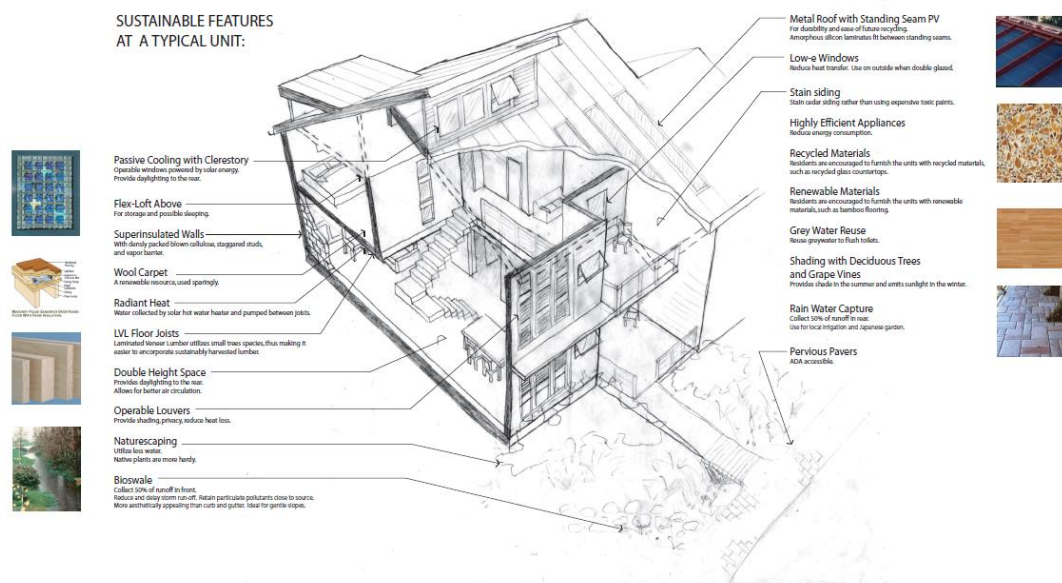 SUSTAINABLE FEATURES
AT A TYPICAL UNIT:
Passive Cooling with Clerestory
Operable windows powered by solar energy.
Provide daylighting to the rear.
Flex-Loft Above
For storage and possible sleeping.
Superinsulated Walls
With densly packed blown cellulose, staggared studs,
and vapor barrier.
Wool Carpet
A renewable resource, used sparingly.
Radiant Heat
Water collected by solar hot water heater and pumped between joists.
LVL Floor Joists
Laminated Veneer Lumber utilizes small trees species, thus making it
easier to encorporate sustainably harvested lumber.
Double Height Space
Provides daylighting to the rear.
Allows for better air circulation.
Operable Louvers
Provide shading, privacy, reduce heat loss.
Naturescaping
Utilize less water.
Native plants are more hardy.
Bioswale
Collect 50% of runoff in front.
Reduce and delay storm run-off. Retain particulate pollutants close to source.
More aesthetically appealing than curb and gutter. Ideal for gentle slopes.
Metal Roof with Standing Seam PV
For durability and ease of future recycling.
Amorphous silicon laminates fit between standing seams.
Low-e Windows
Reduce heat transfer. Use on outside when double glazed.
Stain siding
Stain cedar siding rather than using expensive toxic paints.
Highly Efficient Appliances
Reduce energy consumption.
Recycled Materials
Residents are encouraged to furnish the units with recycled materials,
such as recycled glass countertops.
Renewable Materials
Residents are encouraged to furnish the units with renewable
materials, such as bamboo flooring.
Grey Water Reuse
Reuse greywater to flush toilets.
Shading with Deciduous Trees
and Grape Vines
Provides shade in the summer and emits sunlight in the winter.
Rain Water Capture
Collect 50% of runoff in rear.
Use for local irrigation and Japanese garden.
Pervious Pavers
ADA accessible.